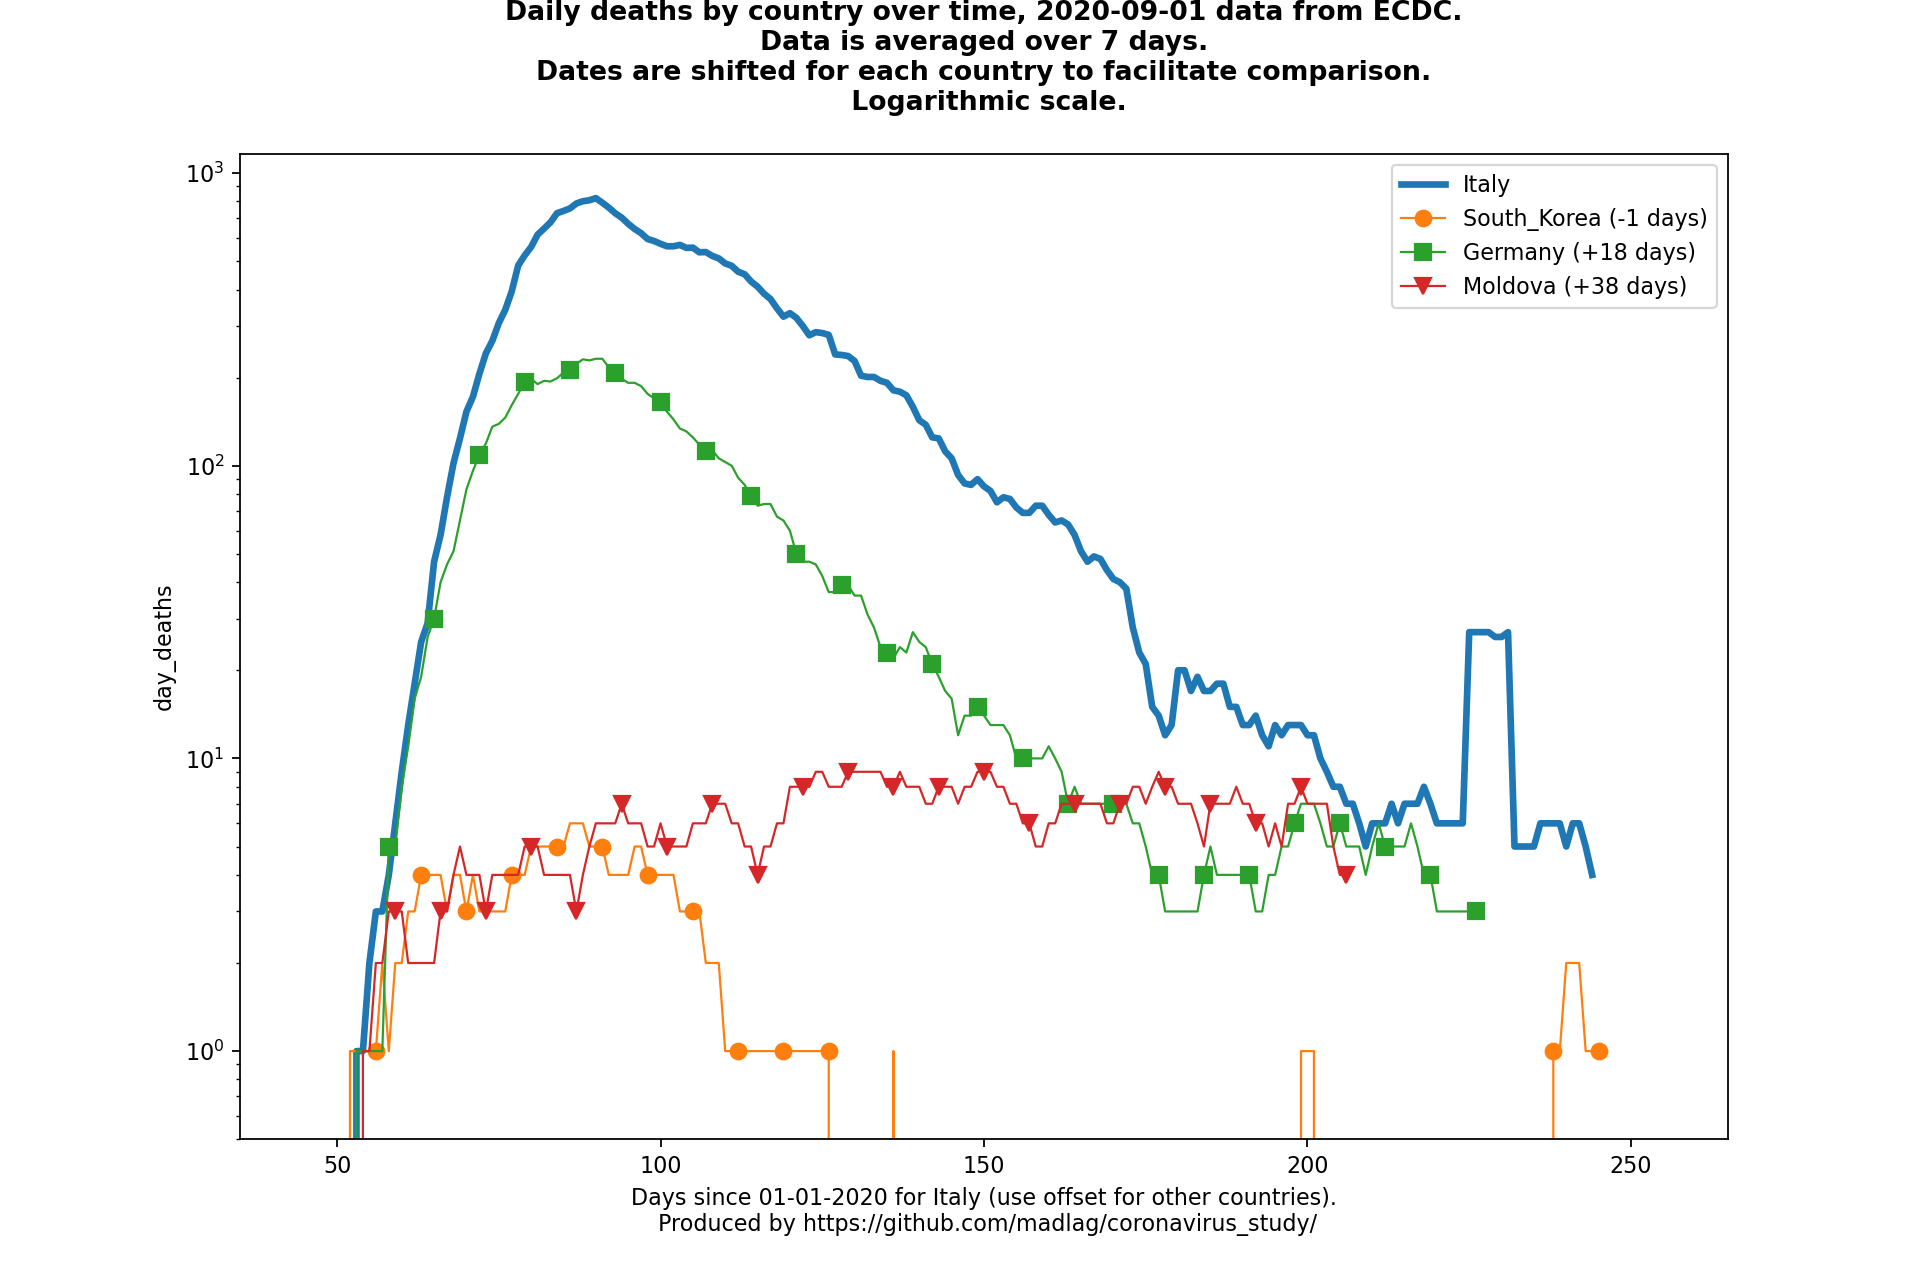 Daily deaths by country over time, 2020-09-01 data from ECDC.
Data is averaged over 7 days.
Dates are shifted for each country to facilitate comparison.
Logarithmic scale.
Italy
South_Korea (-1 days)
Germany (+18 days)
Moldova (+38 days)
10³
10²
10¹
10⁰
day_deaths
50
100
150
200
250
Days since 01-01-2020 for Italy (use offset for other countries).
Produced by https://github.com/madlag/coronavirus_study/